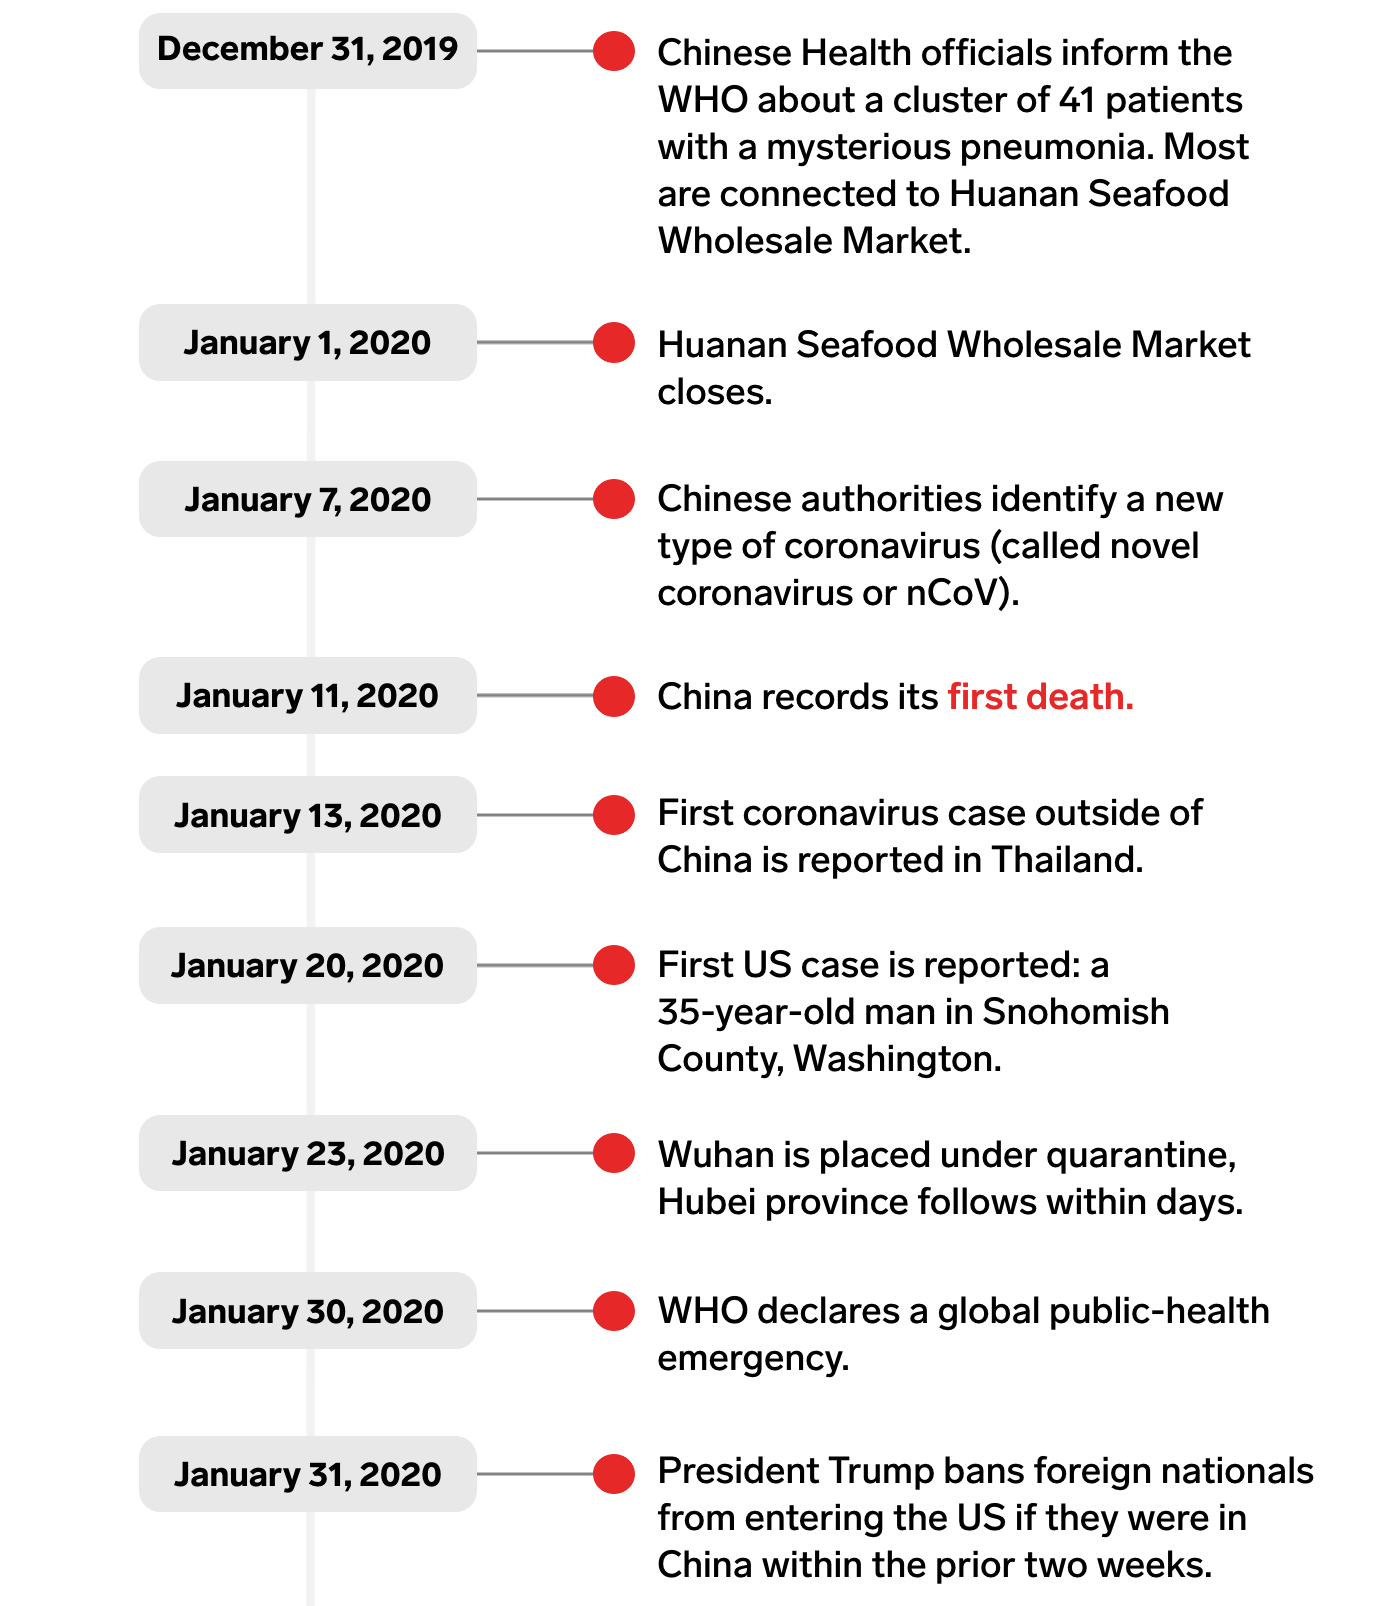 December 31, 2019
Chinese Health officials inform the
WHO about a cluster of 41 patients
with a mysterious pneumonia. Most
are connected to Huanan Seafood
Wholesale Market.
January 1, 2020
Huanan Seafood Wholesale Market
closes.
January 7, 2020
Chinese authorities identify a new
type of coronavirus (called novel
coronavirus or nCoV).
January 11, 2020
China records its first death.
January 13, 2020
First coronavirus case outside of
China is reported in Thailand.
January 20, 2020
First US case is reported: a
35-year-old man in Snohomish
County, Washington.
January 23, 2020
Wuhan is placed under quarantine,
Hubei province follows within days.
January 30, 2020
WHO declares a global public-health
emergency.
January 31, 2020
President Trump bans foreign nationals
from entering the US if they were in
China within the prior two weeks.